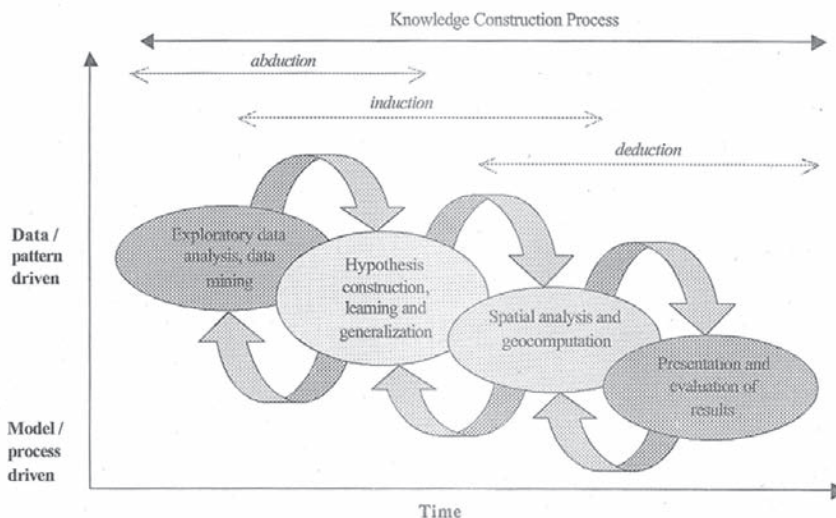 Knowledge Construction Process
abduction
induction
deduction
Data /
pattern
driven
Exploratory data
analysis, data
mining
Hypothesis
construction,
learning and
generalization
Spatial analysis and
geocomputation
Presentation and
evaluation of
results
Model /
process
driven
Time